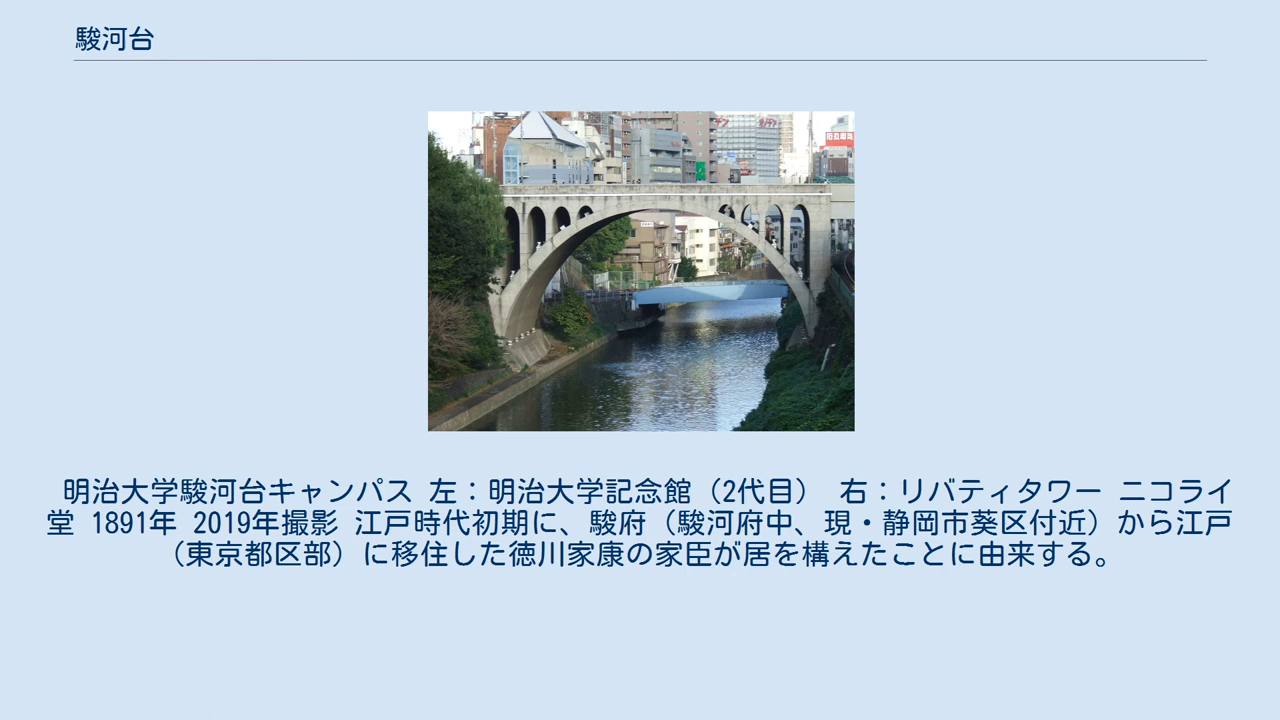 駿河台
明治大学駿河台キャンパス 左：明治大学記念館（2代目） 右：リバティタワー ニコライ
堂 1891年 2019年撮影 江戸時代初期に、駿府（駿河府中、現・静岡市葵区付近）から江戸
（東京都区部）に移住した徳川家康の家臣が居を構えたことに由来する。